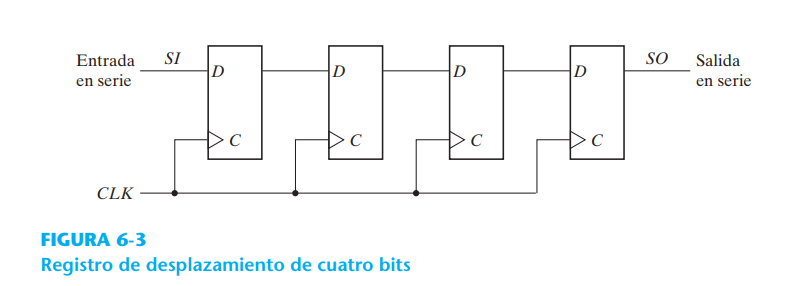 Entrada
en serie
SI
D
D
D
D
SO
Salida
en serie
C
C
C
C
CLK
FIGURA 6-3
Registro de desplazamiento de cuatro bits